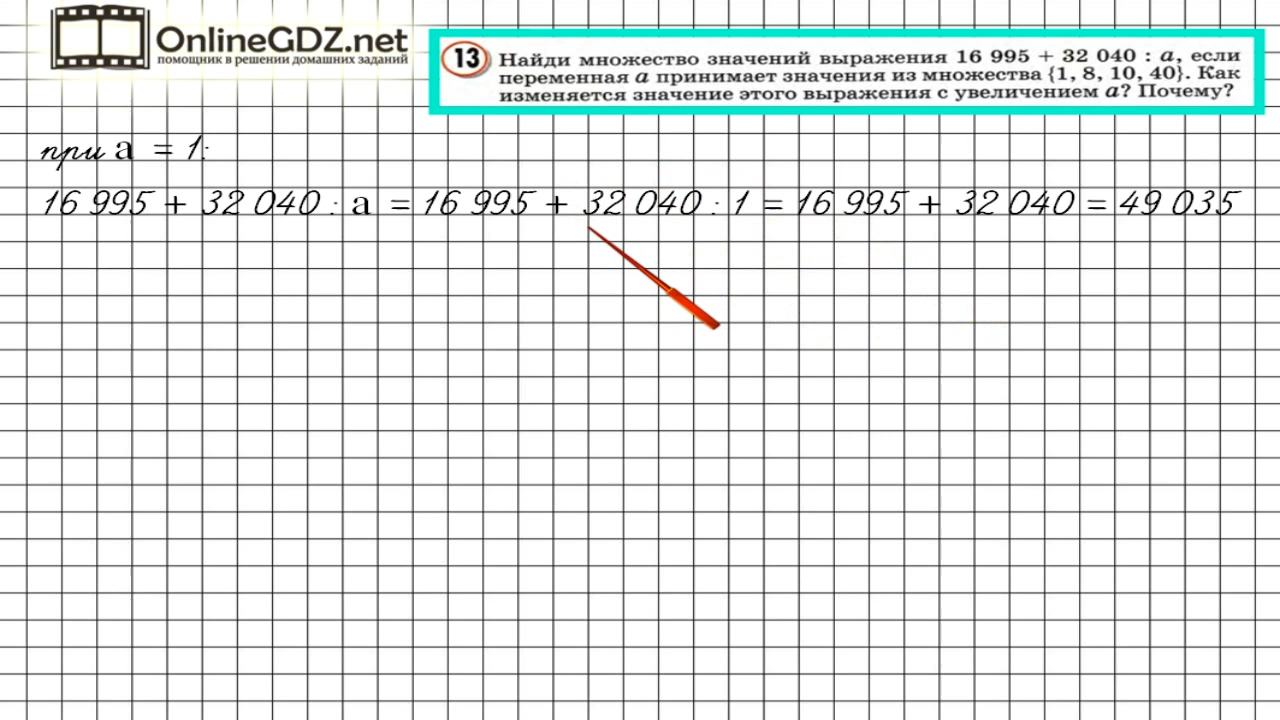 OnlineGDZ.net
помощник в решении домашних заданий
13 Найди множество значений выражения 16 995 + 32 040 : a, если
переменная a принимает значения из множества {1, 8, 10, 40}. Как
изменяется значение этого выражения с увеличением a? Почему?
при a = 1:
16 995 + 32 040 : a = 16 995 + 32 040 : 1 = 16 995 + 32 040 = 49 035